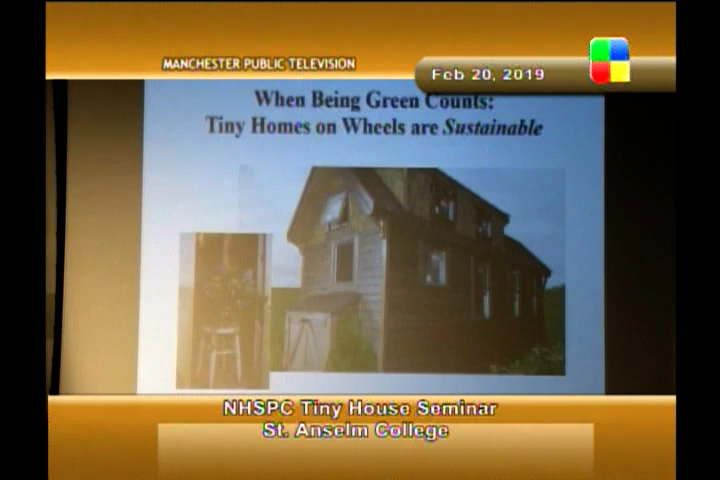 MANCHESTER PUBLIC TELEVISION
Feb 20, 2019
When Being Green Counts:
Tiny Homes on Wheels are Sustainable
NHSPC Tiny House Seminar
St. Anselm College